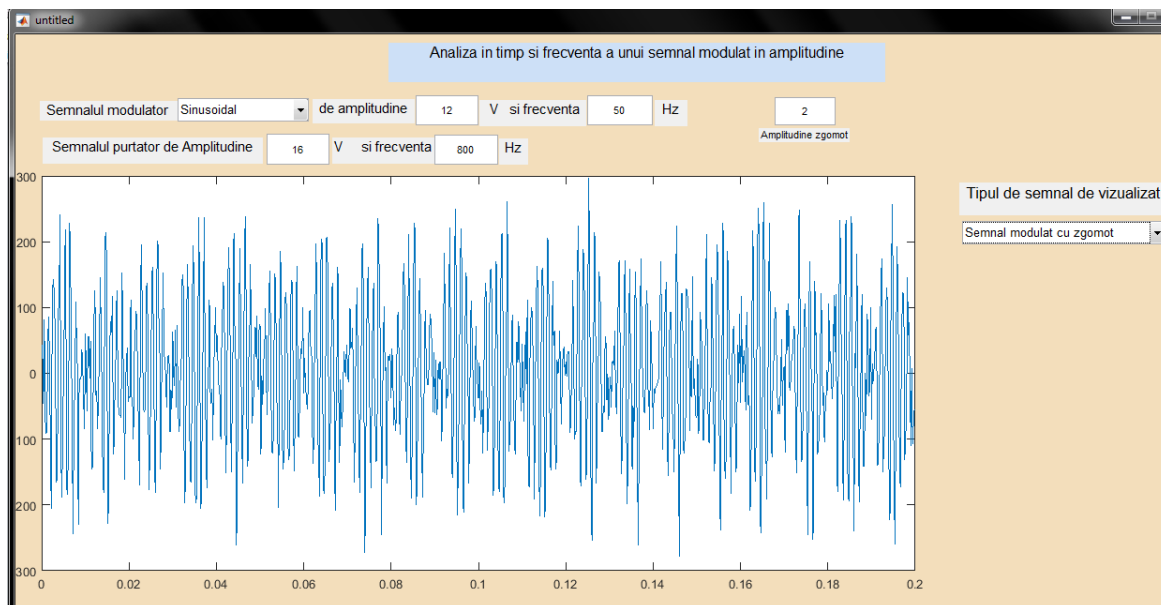 untitled
Analiza in timp si frecventa a unui semnal modulat in amplitudine
Semnalul modulator Sinusoidal de amplitudine 12 V si frecventa 50 Hz 2
Amplitudine zgomot
Semnalul purtator de Amplitudine 16 V si frecventa 800 Hz
Tipul de semnal de vizualizat
Semnal modulat cu zgomot
300
200
100
0
100
200
300
0 0.02 0.04 0.06 0.08 0.1 0.12 0.14 0.16 0.18 0.2